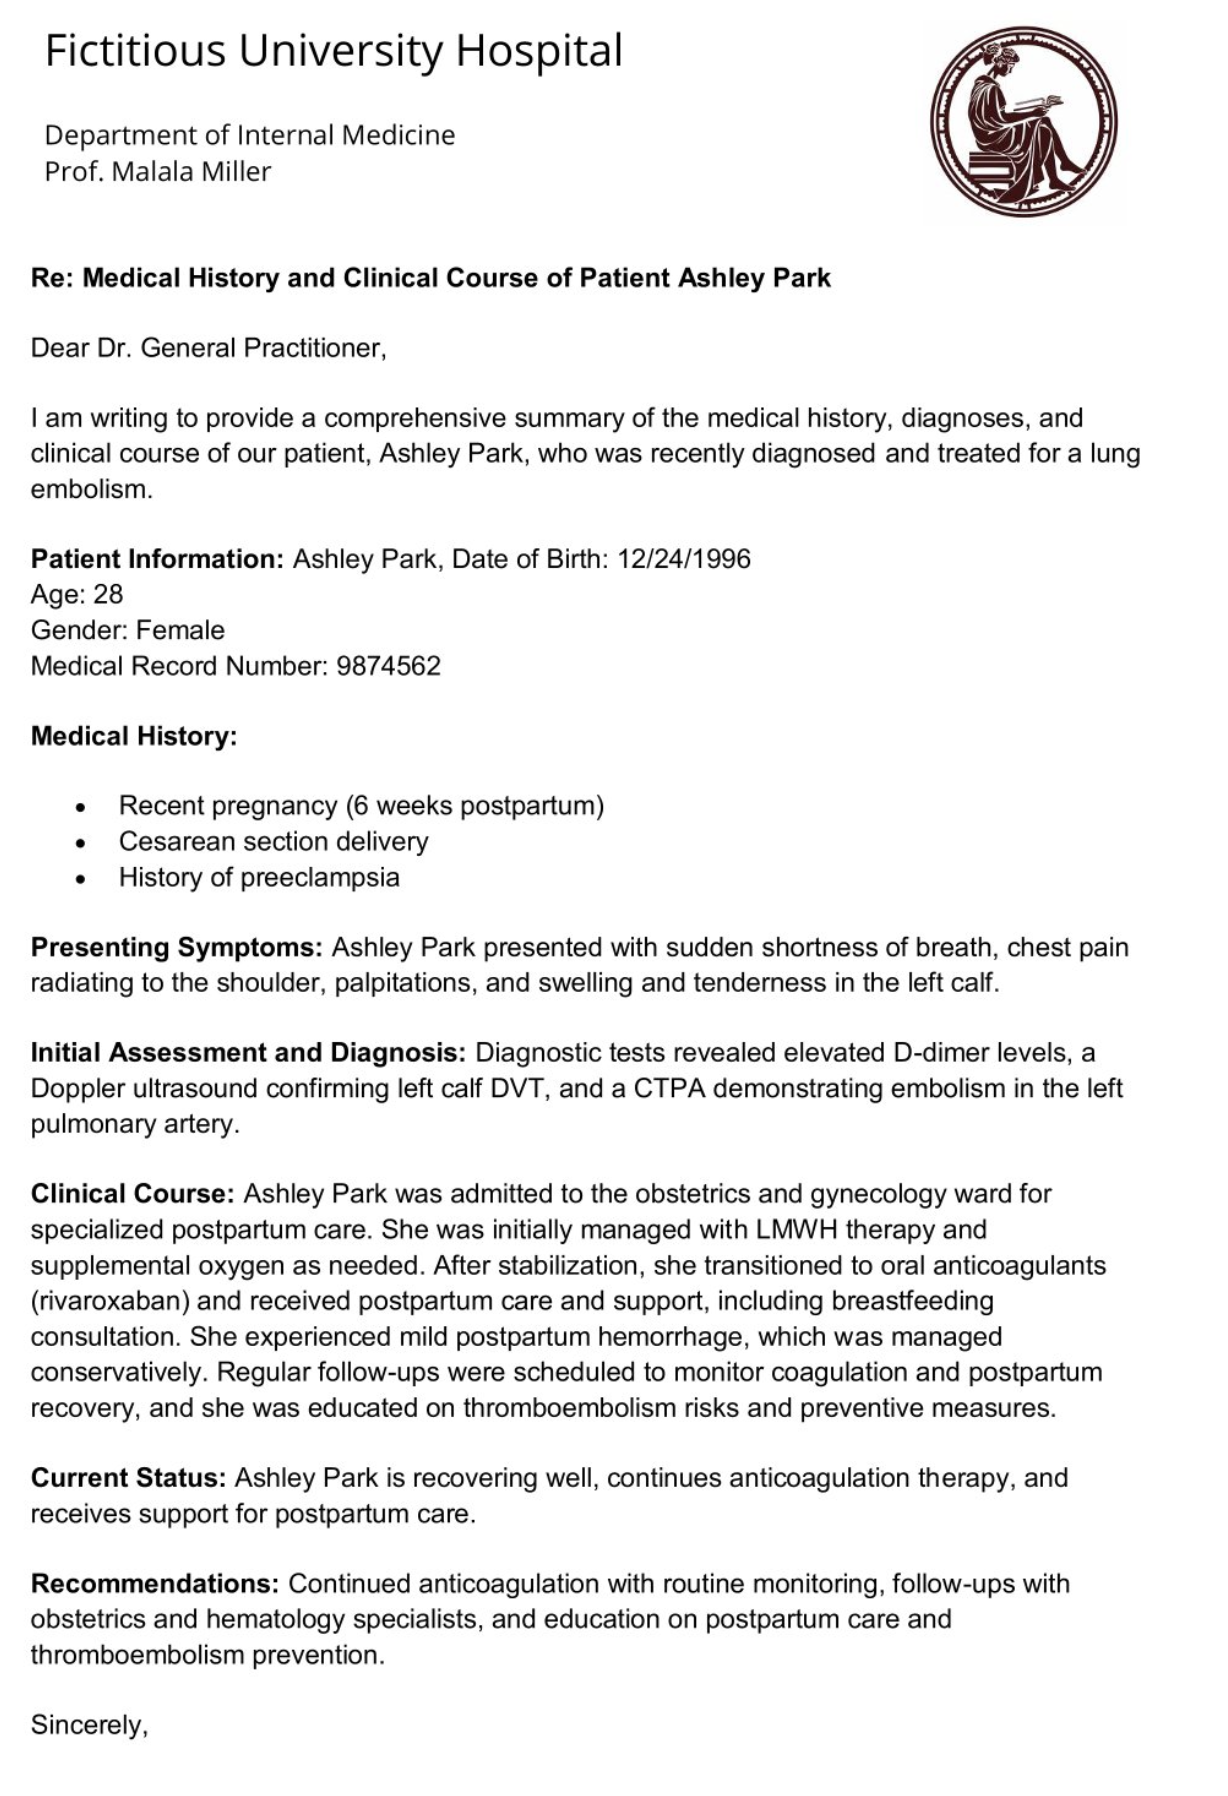 Fictitious University Hospital
Department of Internal Medicine
Prof. Malala Miller
Re: Medical History and Clinical Course of Patient Ashley Park
Dear Dr. General Practitioner,
I am writing to provide a comprehensive summary of the medical history, diagnoses, and
clinical course of our patient, Ashley Park, who was recently diagnosed and treated for a lung
embolism.
Patient Information: Ashley Park, Date of Birth: 12/24/1996
Age: 28
Gender: Female
Medical Record Number: 9874562
Medical History:
• Recent pregnancy (6 weeks postpartum)
• Cesarean section delivery
• History of preeclampsia
Presenting Symptoms: Ashley Park presented with sudden shortness of breath, chest pain
radiating to the shoulder, palpitations, and swelling and tenderness in the left calf.
Initial Assessment and Diagnosis: Diagnostic tests revealed elevated D-dimer levels, a
Doppler ultrasound confirming left calf DVT, and a CTPA demonstrating embolism in the left
pulmonary artery.
Clinical Course: Ashley Park was admitted to the obstetrics and gynecology ward for
specialized postpartum care. She was initially managed with LMWH therapy and
supplemental oxygen as needed. After stabilization, she transitioned to oral anticoagulants
(rivaroxaban) and received postpartum care and support, including breastfeeding
consultation. She experienced mild postpartum hemorrhage, which was managed
conservatively. Regular follow-ups were scheduled to monitor coagulation and postpartum
recovery, and she was educated on thromboembolism risks and preventive measures.
Current Status: Ashley Park is recovering well, continues anticoagulation therapy, and
receives support for postpartum care.
Recommendations: Continued anticoagulation with routine monitoring, follow-ups with
obstetrics and hematology specialists, and education on postpartum care and
thromboembolism prevention.
Sincerely,